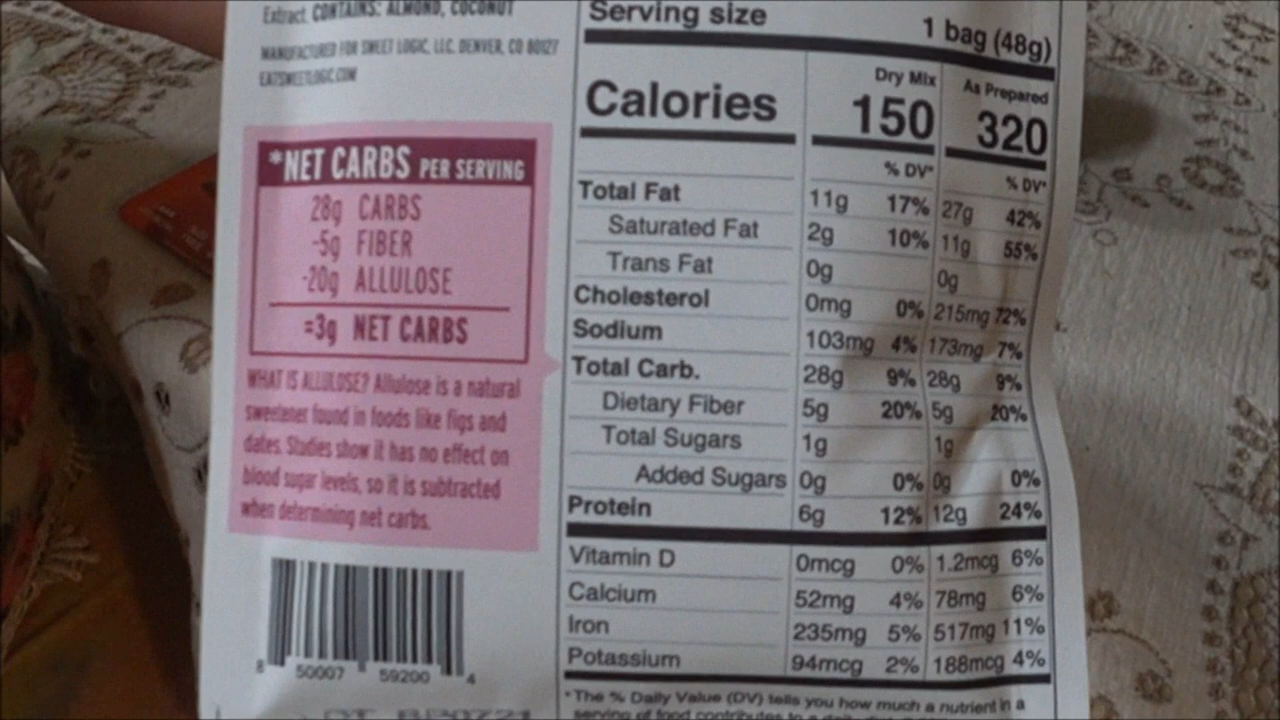 Extract. CONTAINS: ALMOND, COCONUT
MANUFACTURED FOR SWEET LOGIC, LLC. DENVER, CO 80127
EATSWEETLOGIC.COM
*NET CARBS PER SERVING
28g CARBS
-5g FIBER
-20g ALLULOSE
=3g NET CARBS
WHAT IS ALLULOSE? Allulose is a natural
sweetener found in foods like figs and
dates. Studies show it has no effect on
blood sugar levels, so it is subtracted
when determining net carbs.
8 50007 59200 4
Serving size 1 bag (48g)
Dry Mix As Prepared
Calories 150 320
% DV* % DV*
Total Fat 11g 17% 27g 42%
Saturated Fat 2g 10% 11g 55%
Trans Fat 0g 0g
Cholesterol 0mg 0% 215mg 72%
Sodium 103mg 4% 173mg 7%
Total Carb. 28g 9% 28g 9%
Dietary Fiber 5g 20% 5g 20%
Total Sugars 1g 1g
Added Sugars 0g 0% 0g 0%
Protein 6g 12% 12g 24%
Vitamin D 0mcg 0% 1.2mcg 6%
Calcium 52mg 4% 78mg 6%
Iron 235mg 5% 517mg 11%
Potassium 94mcg 2% 188mcg 4%
*The % Daily Value (DV) tells you how much a nutrient in a
serving of food contributes to a daily